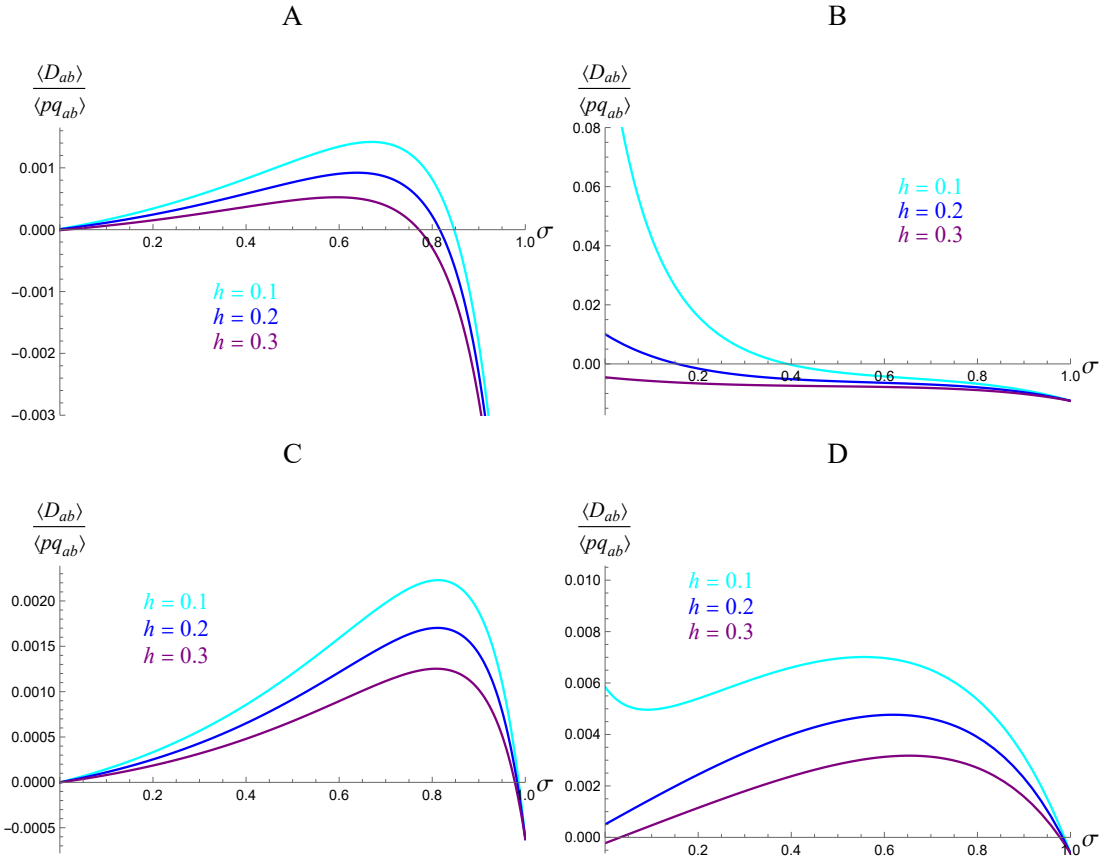 A
⟨D_ab⟩
⟨pq_ab⟩
0.001
0.000
−0.001
−0.002
−0.003
0.2
0.4
0.6
0.8
1.0
σ
h = 0.1
h = 0.2
h = 0.3
B
⟨D_ab⟩
⟨pq_ab⟩
0.08
0.06
0.04
0.02
0.00
0.2
0.4
0.6
0.8
1.0
σ
h = 0.1
h = 0.2
h = 0.3
C
⟨D_ab⟩
⟨pq_ab⟩
0.0020
0.0015
0.0010
0.0005
0.0000
−0.0005
0.2
0.4
0.6
0.8
1.0
σ
h = 0.1
h = 0.2
h = 0.3
D
⟨D_ab⟩
⟨pq_ab⟩
0.010
0.008
0.006
0.004
0.002
0.000
0.2
0.4
0.6
0.8
1.0
σ
h = 0.1
h = 0.2
h = 0.3